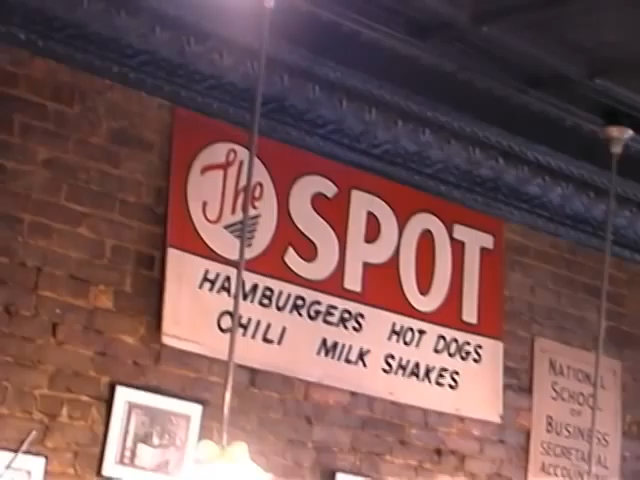 The SPOT
HAMBURGERS HOT DOGS
CHILI MILK SHAKES
NATIONAL
SCHOOL
OF
BUSINESS
SECRETARIAL